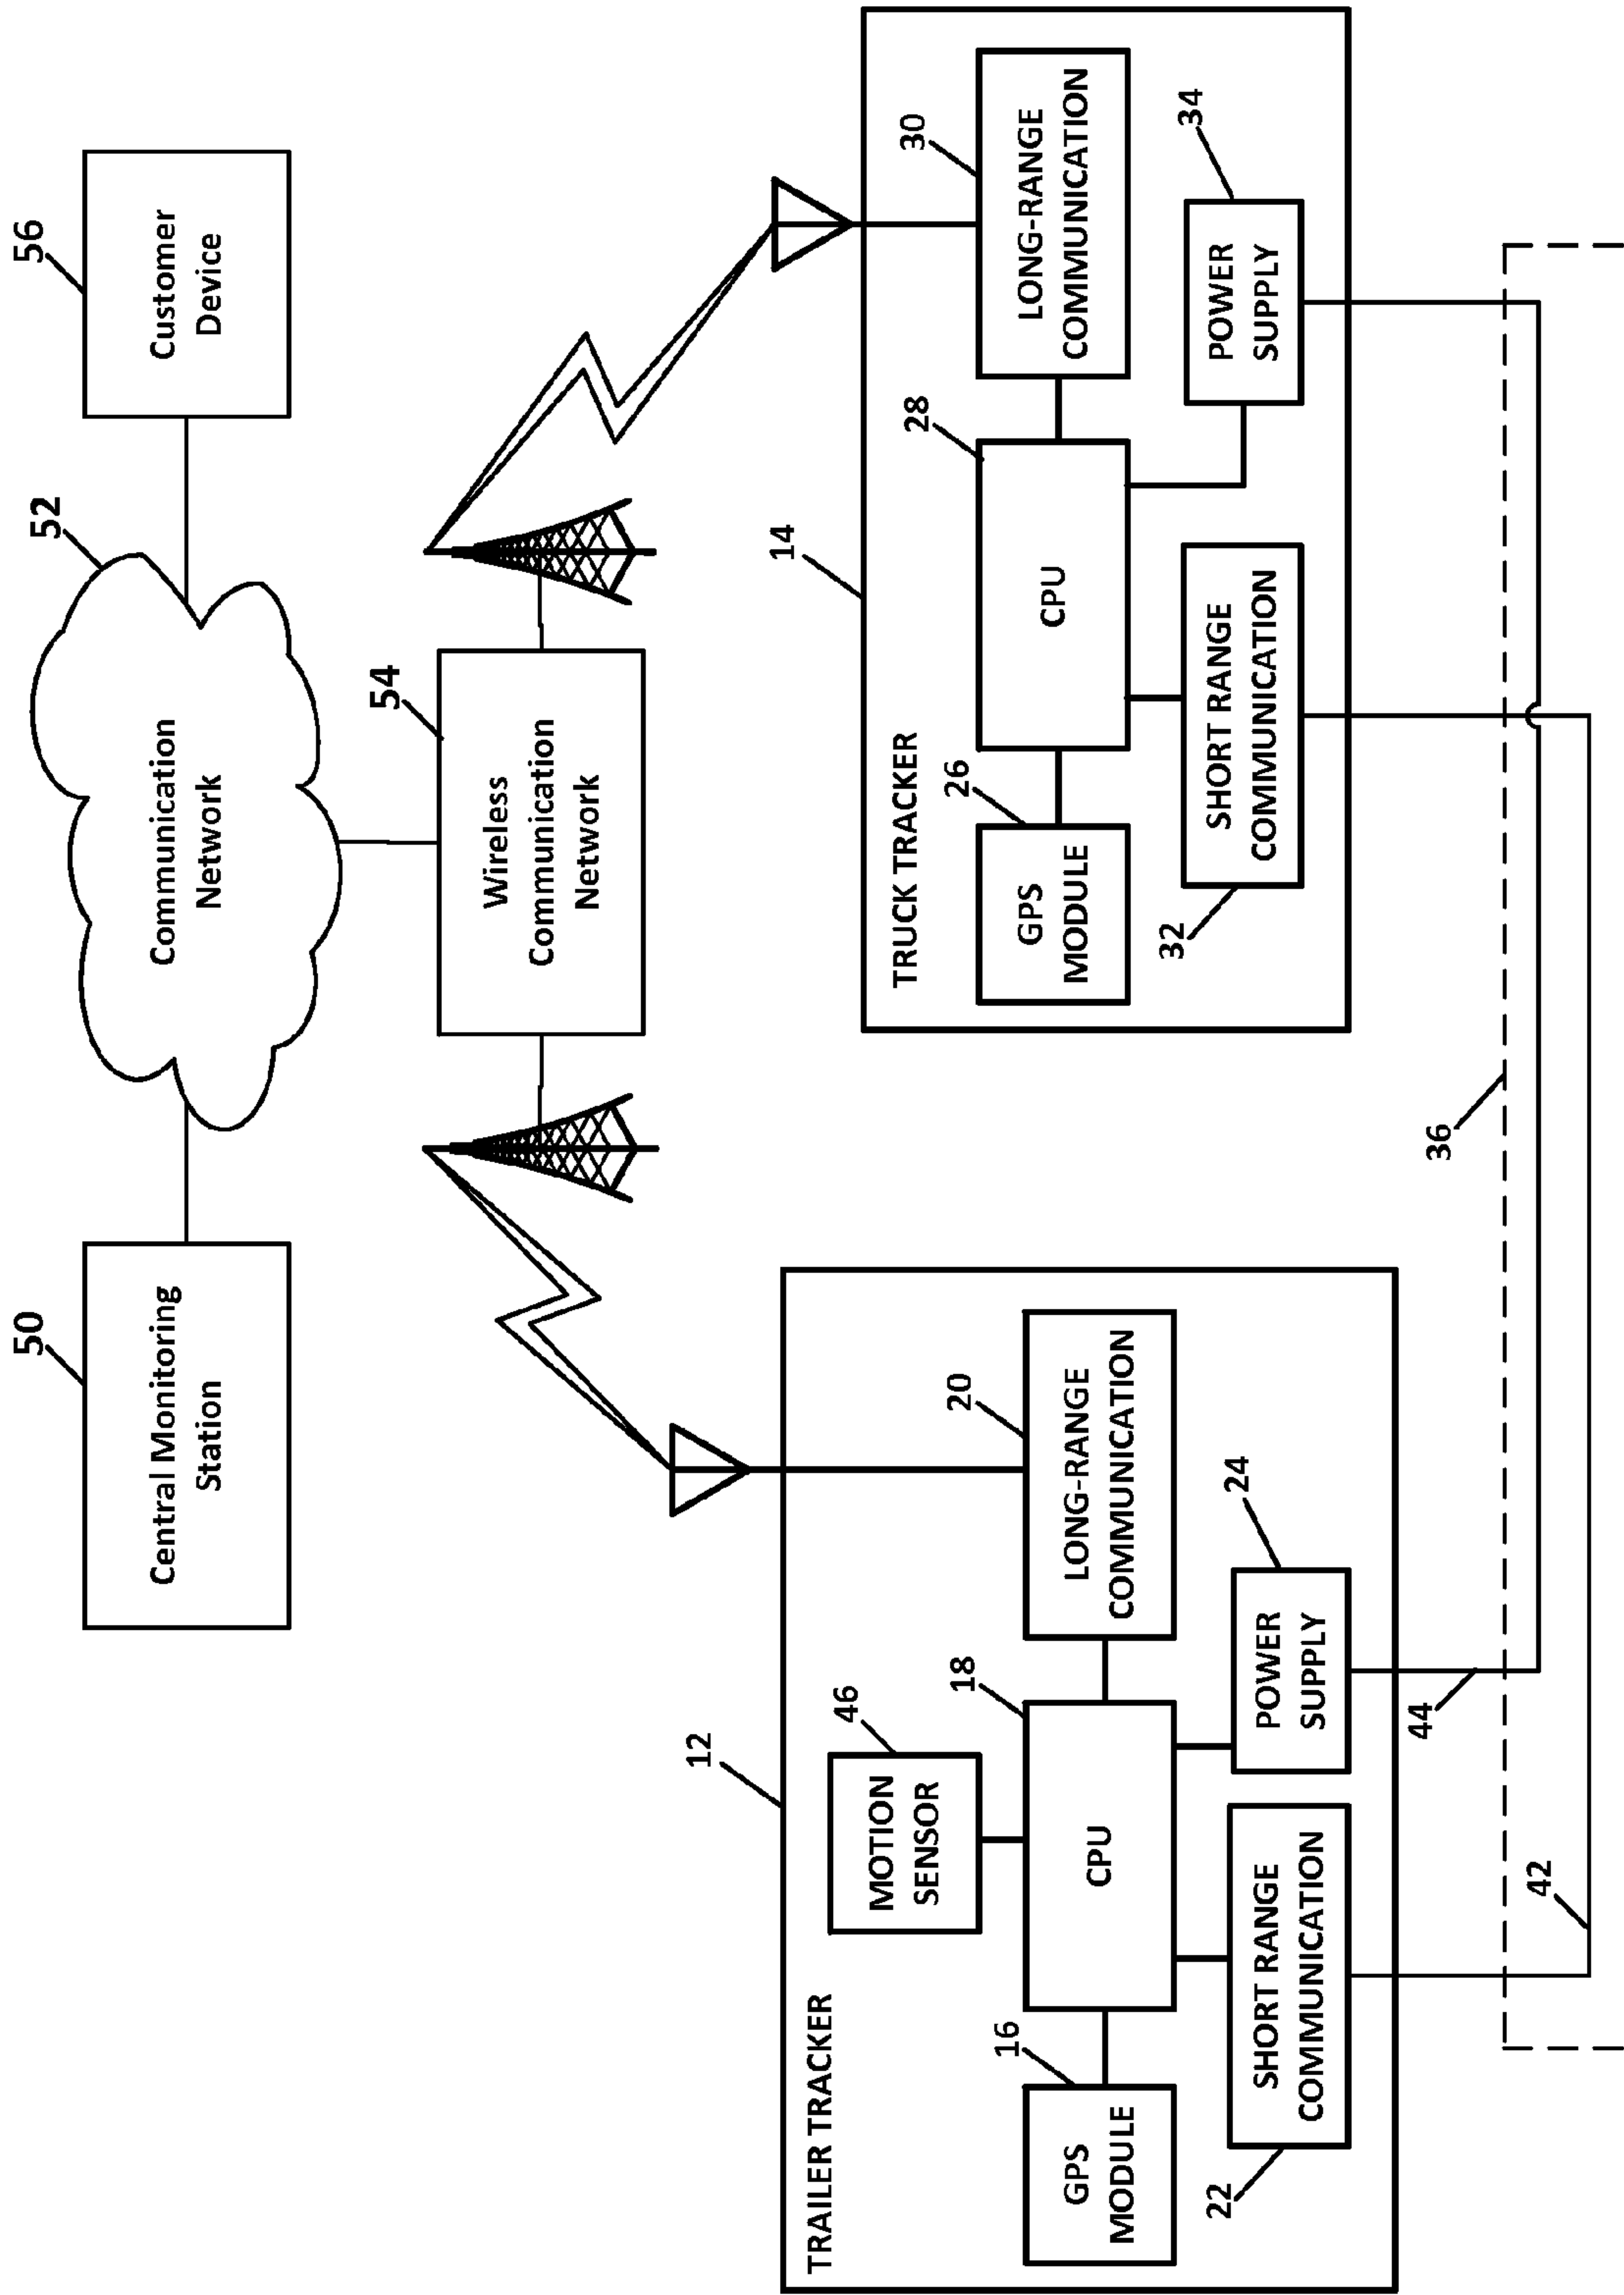 50
Central Monitoring
Station
52
Communication
Network
56
Customer
Device
54
Wireless
Communication
Network
12
TRAILER TRACKER
46
MOTION
SENSOR
16
GPS
MODULE
18
CPU
20
LONG-RANGE
COMMUNICATION
22
SHORT RANGE
COMMUNICATION
24
POWER
SUPPLY
14
TRUCK TRACKER
26
GPS
MODULE
28
CPU
30
LONG-RANGE
COMMUNICATION
32
SHORT RANGE
COMMUNICATION
34
POWER
SUPPLY
44
36
42